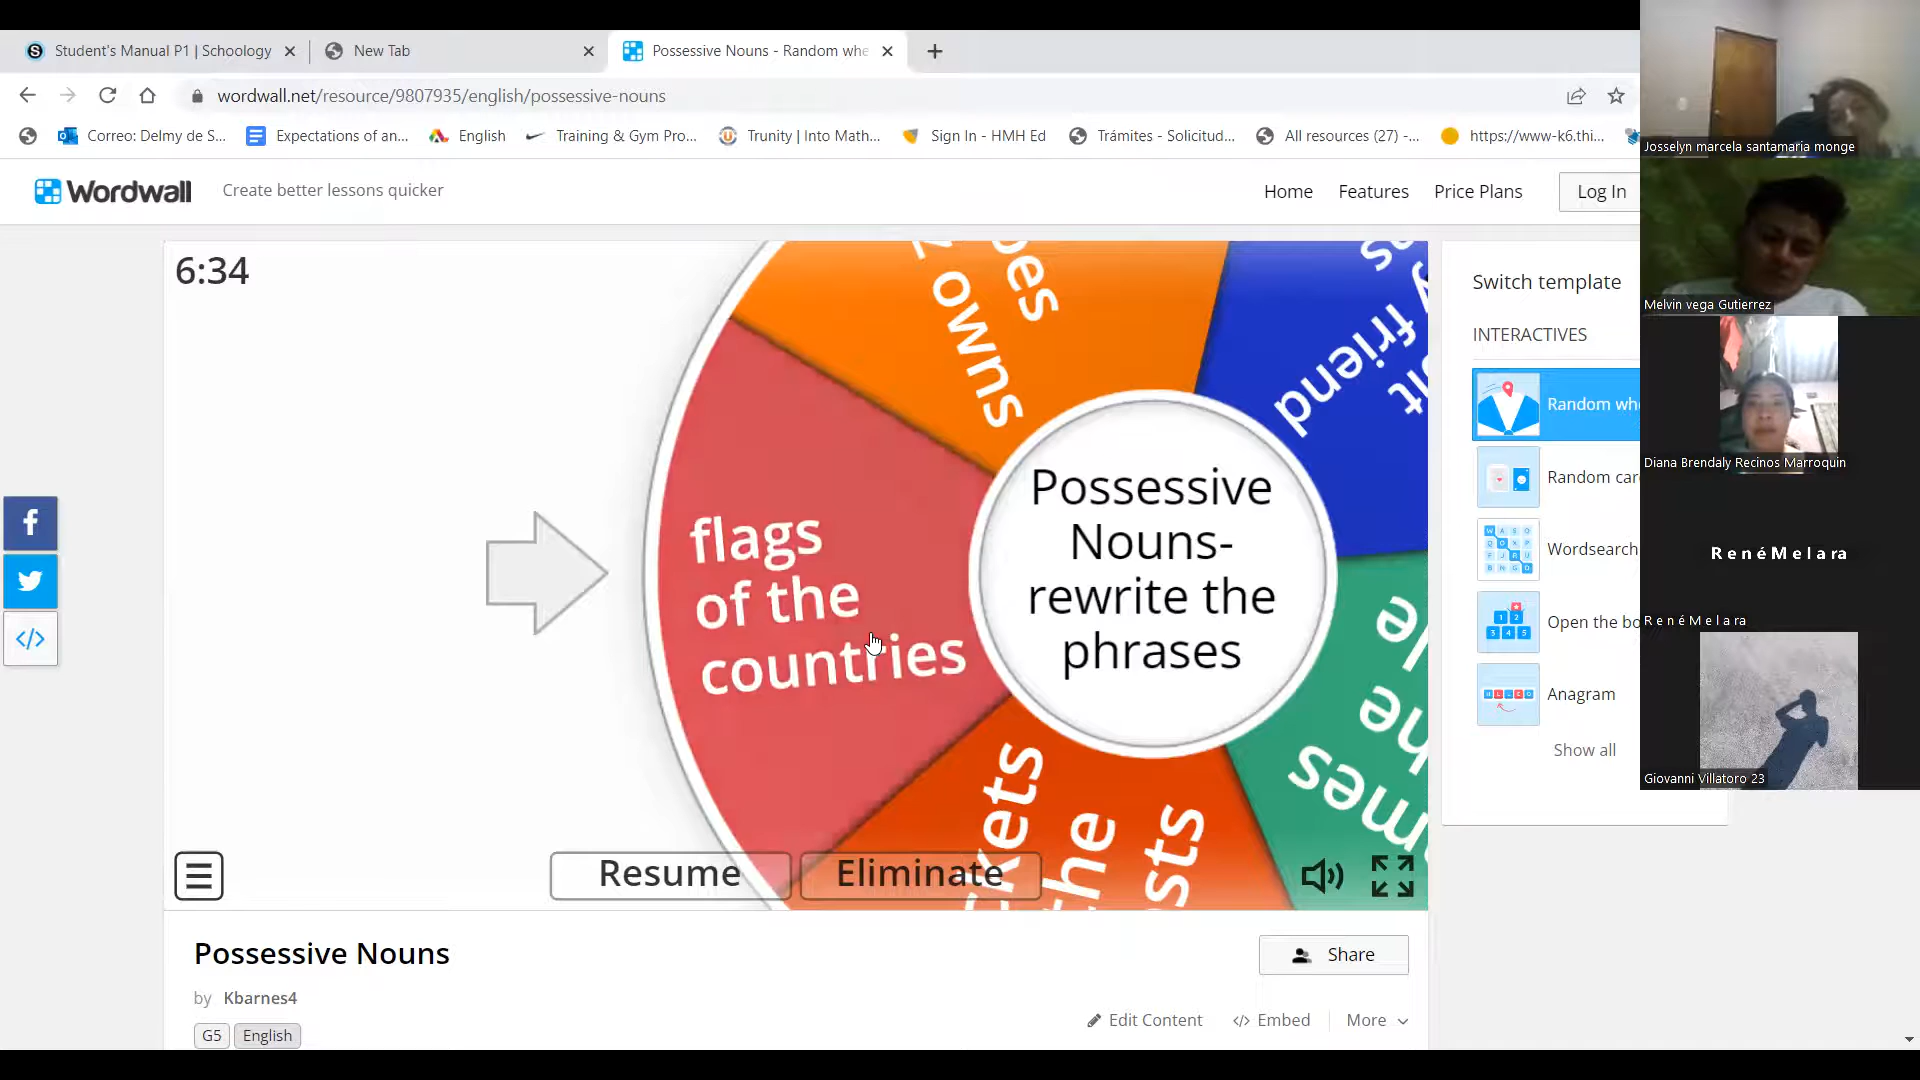 Student's Manual P1 | Schoology
New Tab
Possessive Nouns - Random whe
wordwall.net/resource/9807935/english/possessive-nouns
Correo: Delmy de S...
Expectations of an...
English
Training & Gym Pro...
Trunity | Into Math...
Sign In - HMH Ed
Trámites - Solicitud...
All resources (27) -...
https://www-k6.thi...
Wordwall
Create better lessons quicker
Home
Features
Price Plans
Log In
6:34
owns
friend
flags
of the
countries
Possessive
Nouns-
rewrite the
phrases
Resume
Eliminate
Switch template
INTERACTIVES
Random whe
Random car
Wordsearch
Open the bo
Anagram
Show all
Possessive Nouns
by Kbarnes4
G5
English
Share
Edit Content
Embed
More
Josselyn marcela santamaria monge
Melvin vega Gutierrez
Diana Brendaly Recinos Marroquin
R e n é M e l a r a
R e n é M e l a r a
Giovanni Villatoro 23